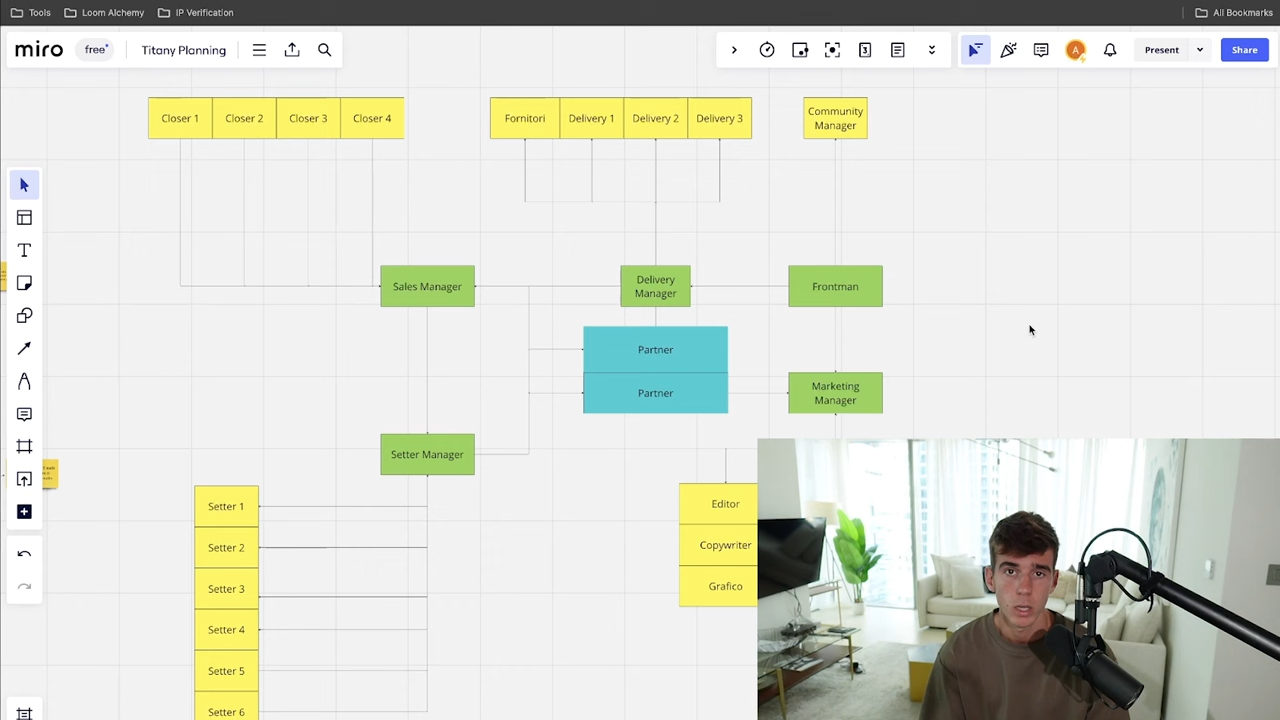 Tools
Loom Alchemy
IP Verification
All Bookmarks
miro
free
Titany Planning
3
A
Present
Share
Closer 1
Closer 2
Closer 3
Closer 4
Fornitori
Delivery 1
Delivery 2
Delivery 3
Community
Manager
Sales Manager
Delivery
Manager
Frontman
Partner
Partner
Marketing
Manager
Setter Manager
Setter 1
Setter 2
Setter 3
Setter 4
Setter 5
Setter 6
Editor
Copywriter
Grafico